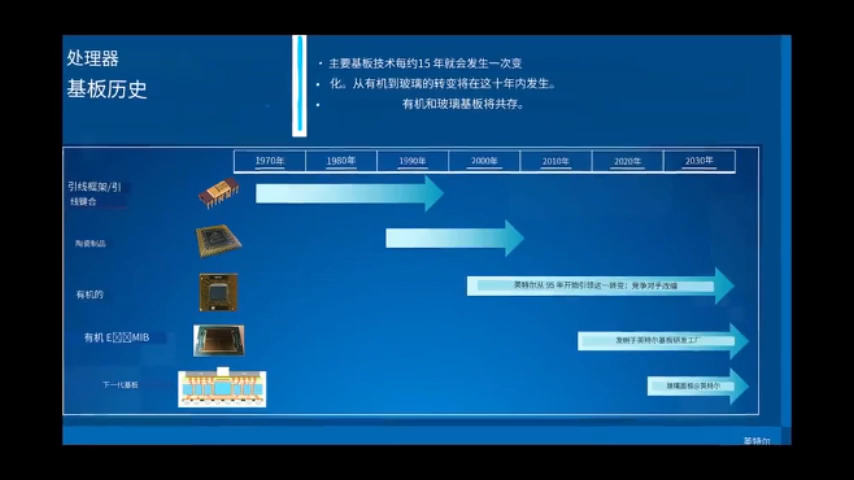 处理器
基板历史
• 主要基板技术每约15 年就会发生一次变
• 化。从有机到玻璃的转变将在这十年内发生。
• 有机和玻璃基板将共存。
1970年 1980年 1990年 2000年 2010年 2020年 2030年
引线框架/引
线键合
陶瓷制品
有机的
英特尔从 95 年开始引领这一转变；竞争对手改编
有机 E MIB
发明于英特尔基板研发工厂
下一代基板
玻璃面板@英特尔
英特尔